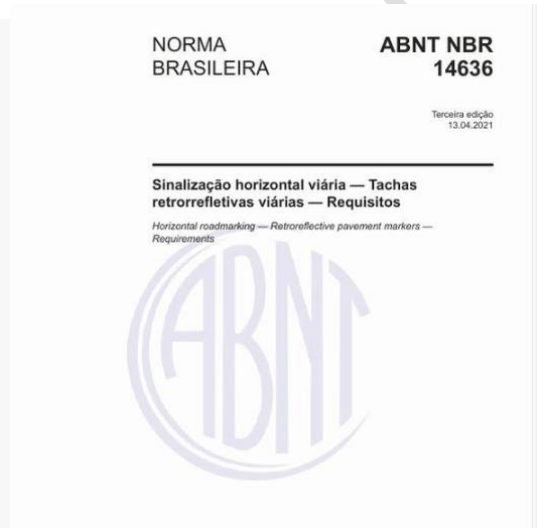 NORMA
BRASILEIRA
ABNT NBR
14636
Terceira edição
13.04.2021
Sinalização horizontal viária — Tachas
retrorrefletivas viárias — Requisitos
Horizontal roadmarking — Retroreflective pavement markers —
Requirements
ABNT